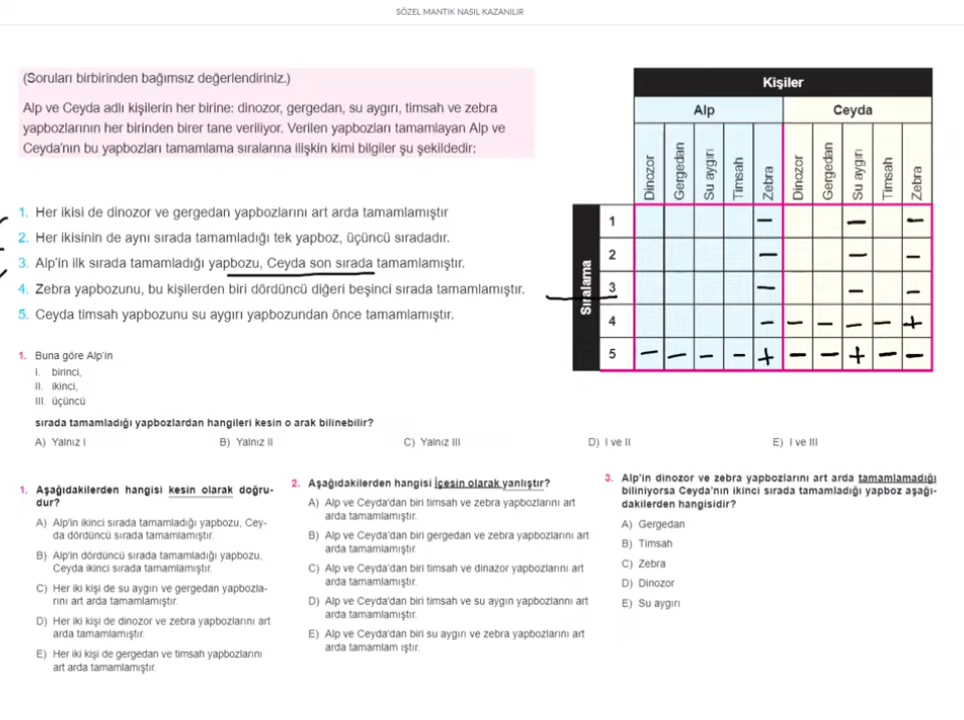 SÖZEL MANTIK NASIL KAZANILIR
(Soruları birbirinden bağımsız değerlendiriniz.)
Alp ve Ceyda adlı kişilerin her birine: dinozor, gergedan, su aygırı, timsah ve zebra
yapbozlarının her birinden birer tane veriliyor. Verilen yapbozları tamamlayan Alp ve
Ceyda'nın bu yapbozları tamamlama sıralarına ilişkin kimi bilgiler şu şekildedir:
1. Her ikisi de dinozor ve gergedan yapbozlarını art arda tamamlamıştır
2. Her ikisinin de aynı sırada tamamladığı tek yapboz, üçüncü sıradadır.
3. Alp'in ilk sırada tamamladığı yapbozu, Ceyda son sırada tamamlamıştır.
4. Zebra yapbozunu, bu kişilerden biri dördüncü diğeri beşinci sırada tamamlamıştır.
5. Ceyda timsah yapbozunu su aygırı yapbozundan önce tamamlamıştır.
Kişiler
Alp Ceyda
Dinozor Gergedan Su aygırı Timsah Zebra Dinozor Gergedan Su aygırı Timsah Zebra
Sıralama
1 – – –
2 – – –
3 – – –
4 – – – – – +
5 – – – – + – – + – –
1. Buna göre Alp'in
I. birinci,
II. ikinci,
III. üçüncü
sırada tamamladığı yapbozlardan hangileri kesin o arak bilinebilir?
A) Yalnız I B) Yalnız II C) Yalnız III D) I ve II E) I ve III
1. Aşağıdakilerden hangisi kesin olarak doğru-
dur?
A) Alp'in ikinci sırada tamamladığı yapbozu, Cey-
da dördüncü sırada tamamlamıştır.
B) Alp'in dördüncü sırada tamamladığı yapbozu,
Ceyda ikinci sırada tamamlamıştır.
C) Her iki kişi de su aygırı ve gergedan yapbozla-
rını art arda tamamlamıştır.
D) Her iki kişi de dinozor ve zebra yapbozlarını art
arda tamamlamıştır.
E) Her iki kişi de gergedan ve timsah yapbozlarını
art arda tamamlamıştır.
2. Aşağıdakilerden hangisi kesin olarak yanlıştır?
A) Alp ve Ceyda'dan biri timsah ve zebra yapbozlarını art
arda tamamlamıştır.
B) Alp ve Ceyda'dan biri gergedan ve zebra yapbozlarını art
arda tamamlamıştır
C) Alp ve Ceyda'dan biri timsah ve dinazor yapbozlarını art
arda tamamlamıştır.
D) Alp ve Ceyda'dan biri timsah ve su aygın yapbozlarını art
arda tamamlamıştır.
E) Alp ve Ceyda'dan biri su aygırı ve zebra yapbozlarını art
arda tamamlam ıştır.
3. Alp'in dinozor ve zebra yapbozlarını art arda tamamlamadığı
biliniyorsa Ceyda'nın ikinci sırada tamamladığı yapboz aşağı-
dakilerden hangisidir?
A) Gergedan
B) Timsah
C) Zebra
D) Dinozor
E) Su aygırı